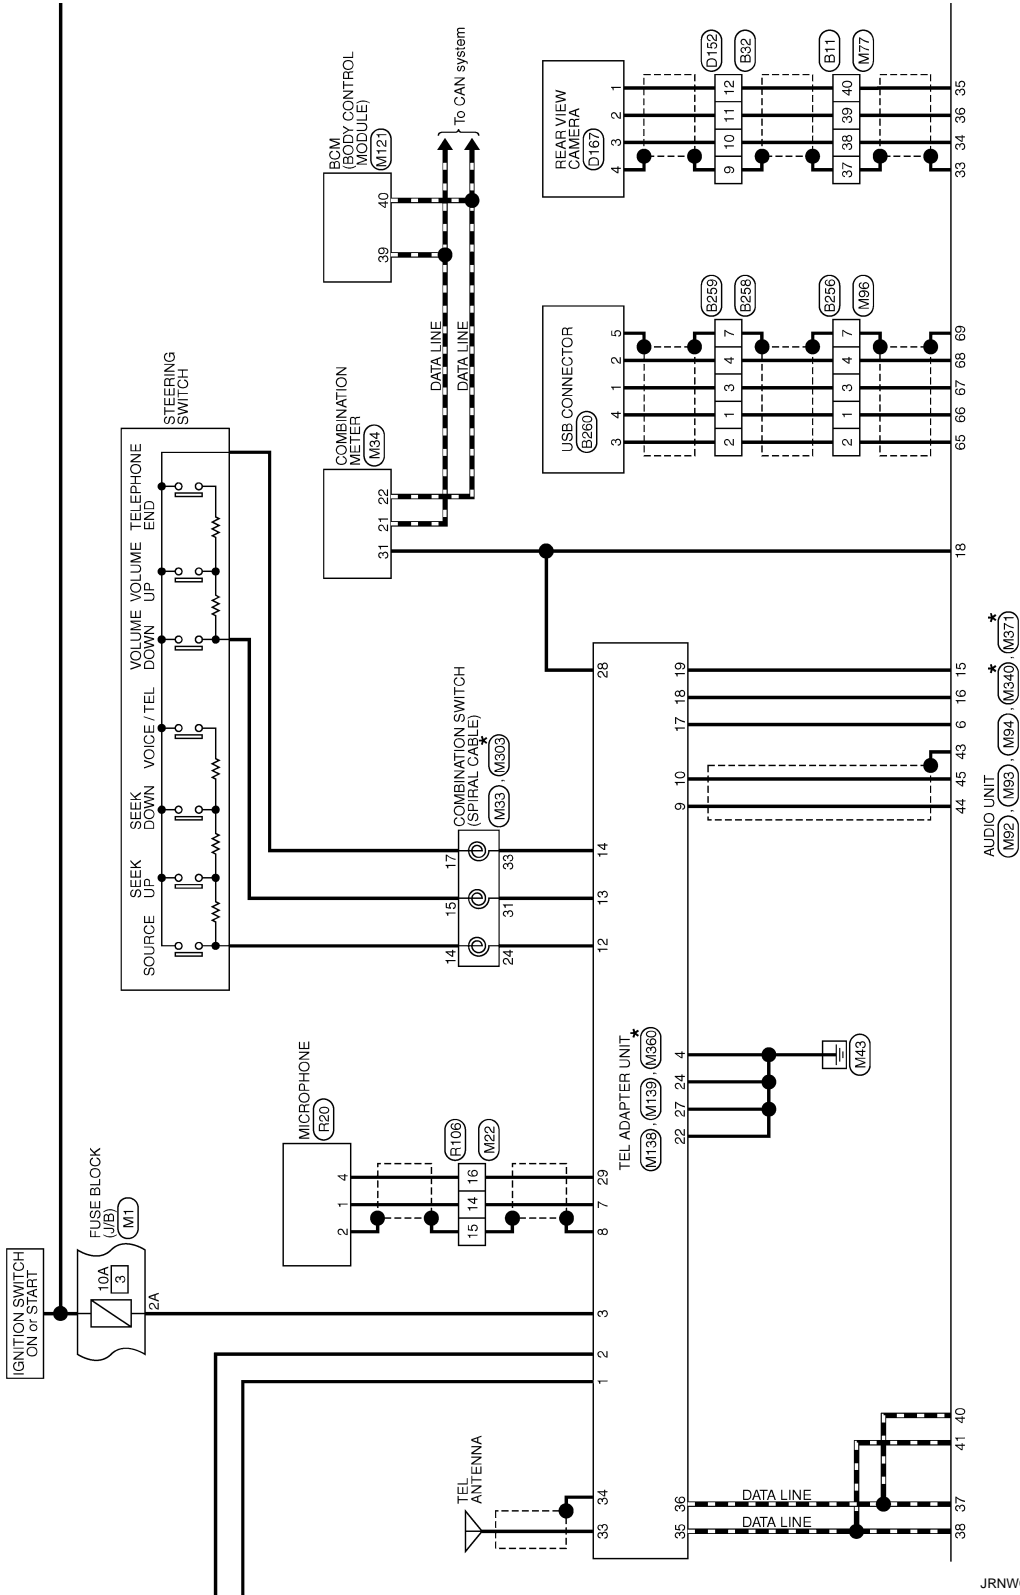 IGNITION SWITCH
ON or START
FUSE BLOCK
(J/B)
M1
10A
3
2A
MICROPHONE
R20
4
1
2
R106
M22
16
14
15
29
7
8
3
2
1
TEL
ANTENNA
34
33
STEERING
SWITCH
SOURCE
SEEK
UP
SEEK
DOWN
VOICE / TEL
VOLUME
DOWN
VOLUME
UP
TELEPHONE
END
COMBINATION SWITCH
(SPIRAL CABLE)
M33 , M303 *
17
33
15
31
14
24
14
13
12
BCM
(BODY CONTROL
MODULE)
M121
40
39
To CAN system
DATA LINE
DATA LINE
COMBINATION
METER
M34
22
21
31
TEL ADAPTER UNIT
M138 , M139 , M360 *
28
19
18
17
10
9
4
24
27
22
M43
36
35
DATA LINE
DATA LINE
REAR VIEW
CAMERA
D167
1
2
3
4
D152
B32
12
11
10
9
B11
M77
40
39
38
37
35
36
34
33
USB CONNECTOR
B260
5
2
1
4
3
B259
B258
7
4
3
1
2
B256
M96
7
4
3
1
2
69
68
67
66
65
18
15
16
6
43
45
44
40
41
37
38
AUDIO UNIT
M92 , M93 , M94 , M340 * , M371 *